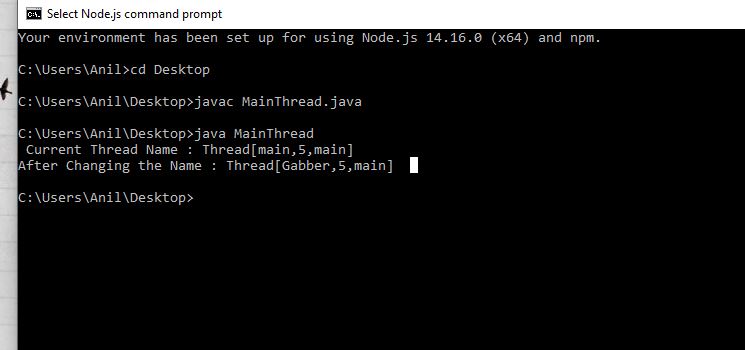 Select Node.js command prompt
Your environment has been set up for using Node.js 14.16.0 (x64) and npm.
C:\Users\Anil>cd Desktop
C:\Users\Anil\Desktop>javac MainThread.java
C:\Users\Anil\Desktop>java MainThread
 Current Thread Name : Thread[main,5,main]
After Changing the Name : Thread[Gabber,5,main]
C:\Users\Anil\Desktop>